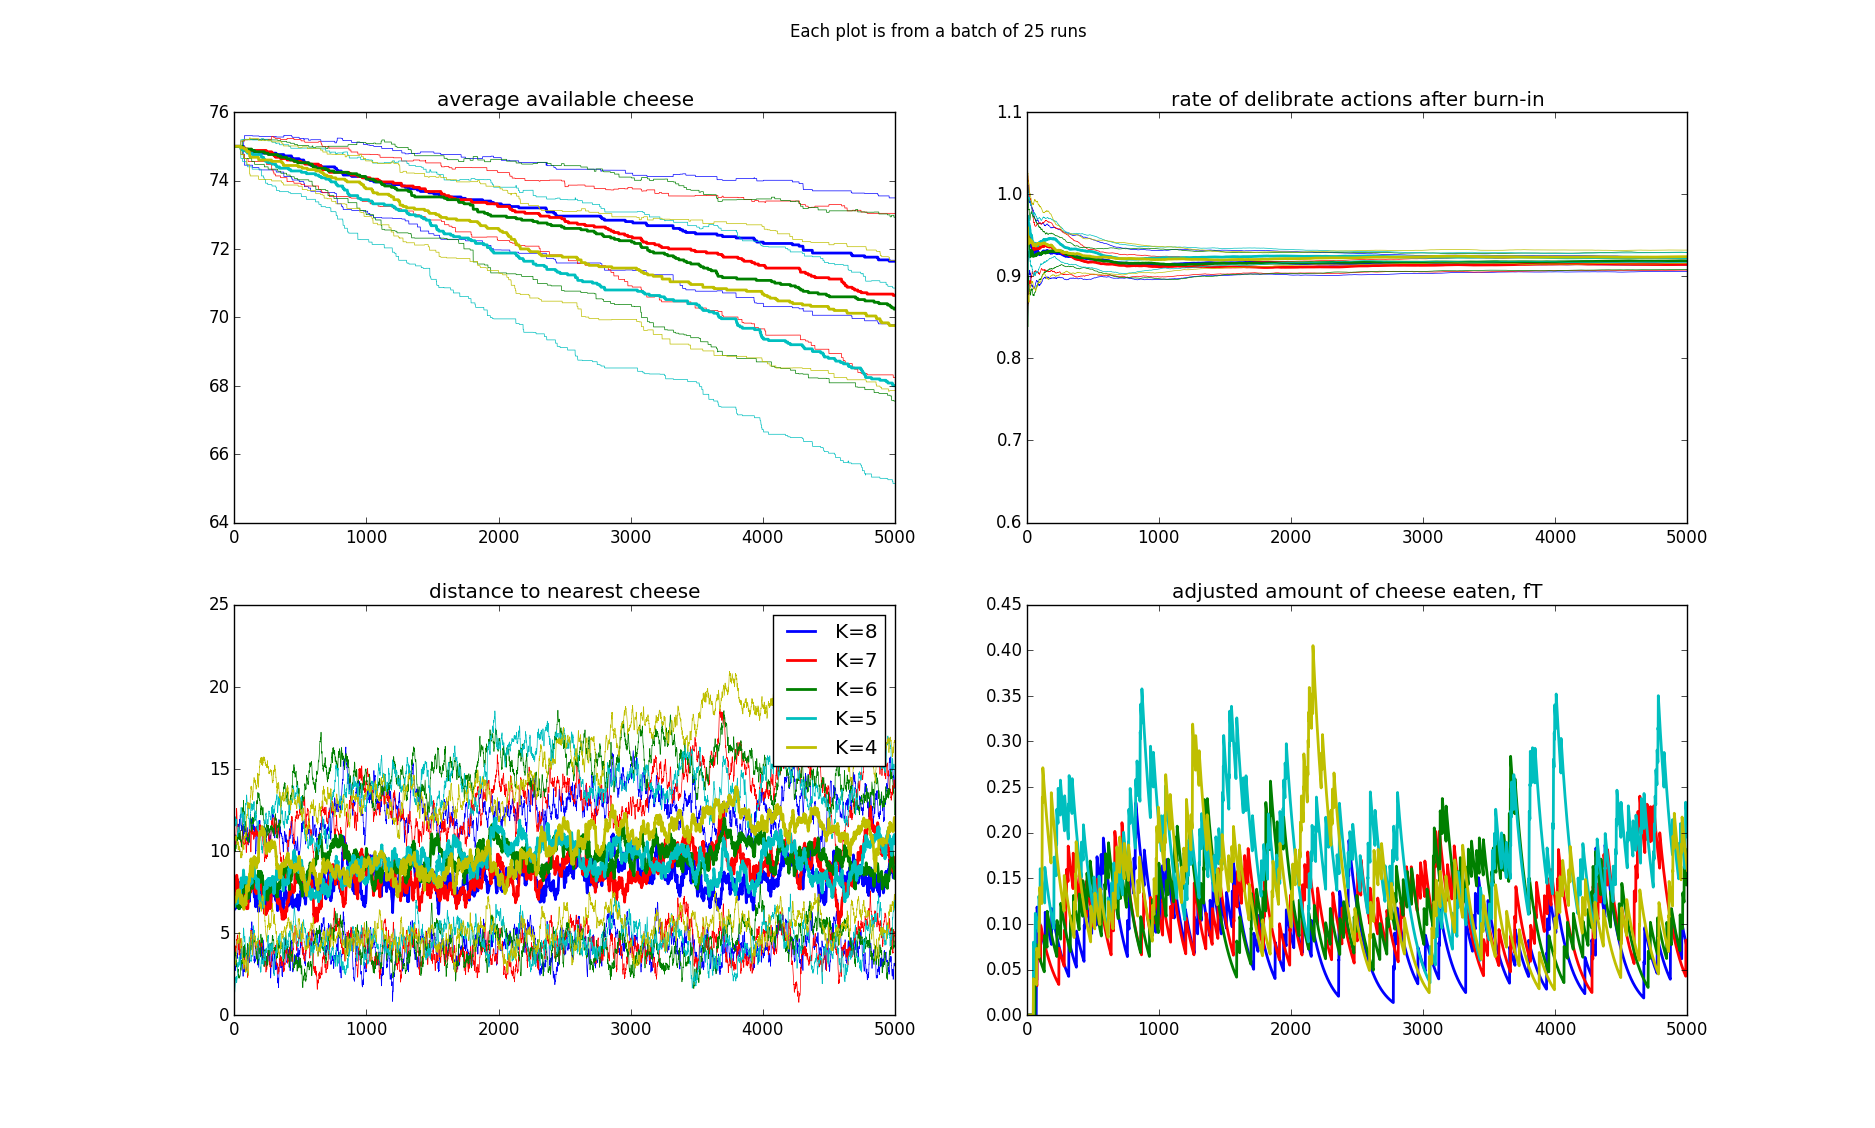 Each plot is from a batch of 25 runs
average available cheese
76
74
72
70
68
66
64
0 1000 2000 3000 4000 5000
rate of delibrate actions after burn-in
1.1
1.0
0.9
0.8
0.7
0.6
0 1000 2000 3000 4000 5000
distance to nearest cheese
25
20
15
10
5
0
0 1000 2000 3000 4000 5000
K=8
K=7
K=6
K=5
K=4
adjusted amount of cheese eaten, fT
0.45
0.40
0.35
0.30
0.25
0.20
0.15
0.10
0.05
0.00
0 1000 2000 3000 4000 5000